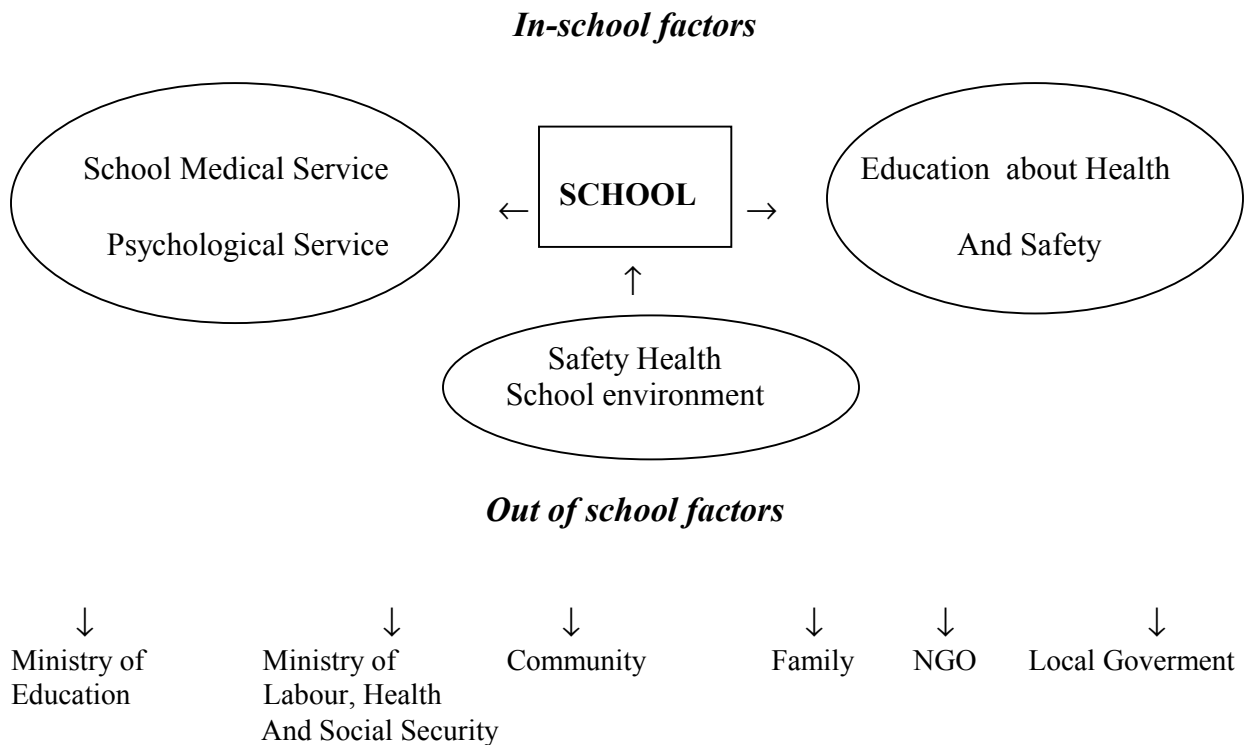 In-school factors
School Medical Service
Psychological Service
←
SCHOOL
→
Education about Health
And Safety
↑
Safety Health
School environment
Out of school factors
↓ ↓ ↓ ↓ ↓ ↓
Ministry of
Education
Ministry of
Labour, Health
And Social Security
Community
Family
NGO
Local Goverment